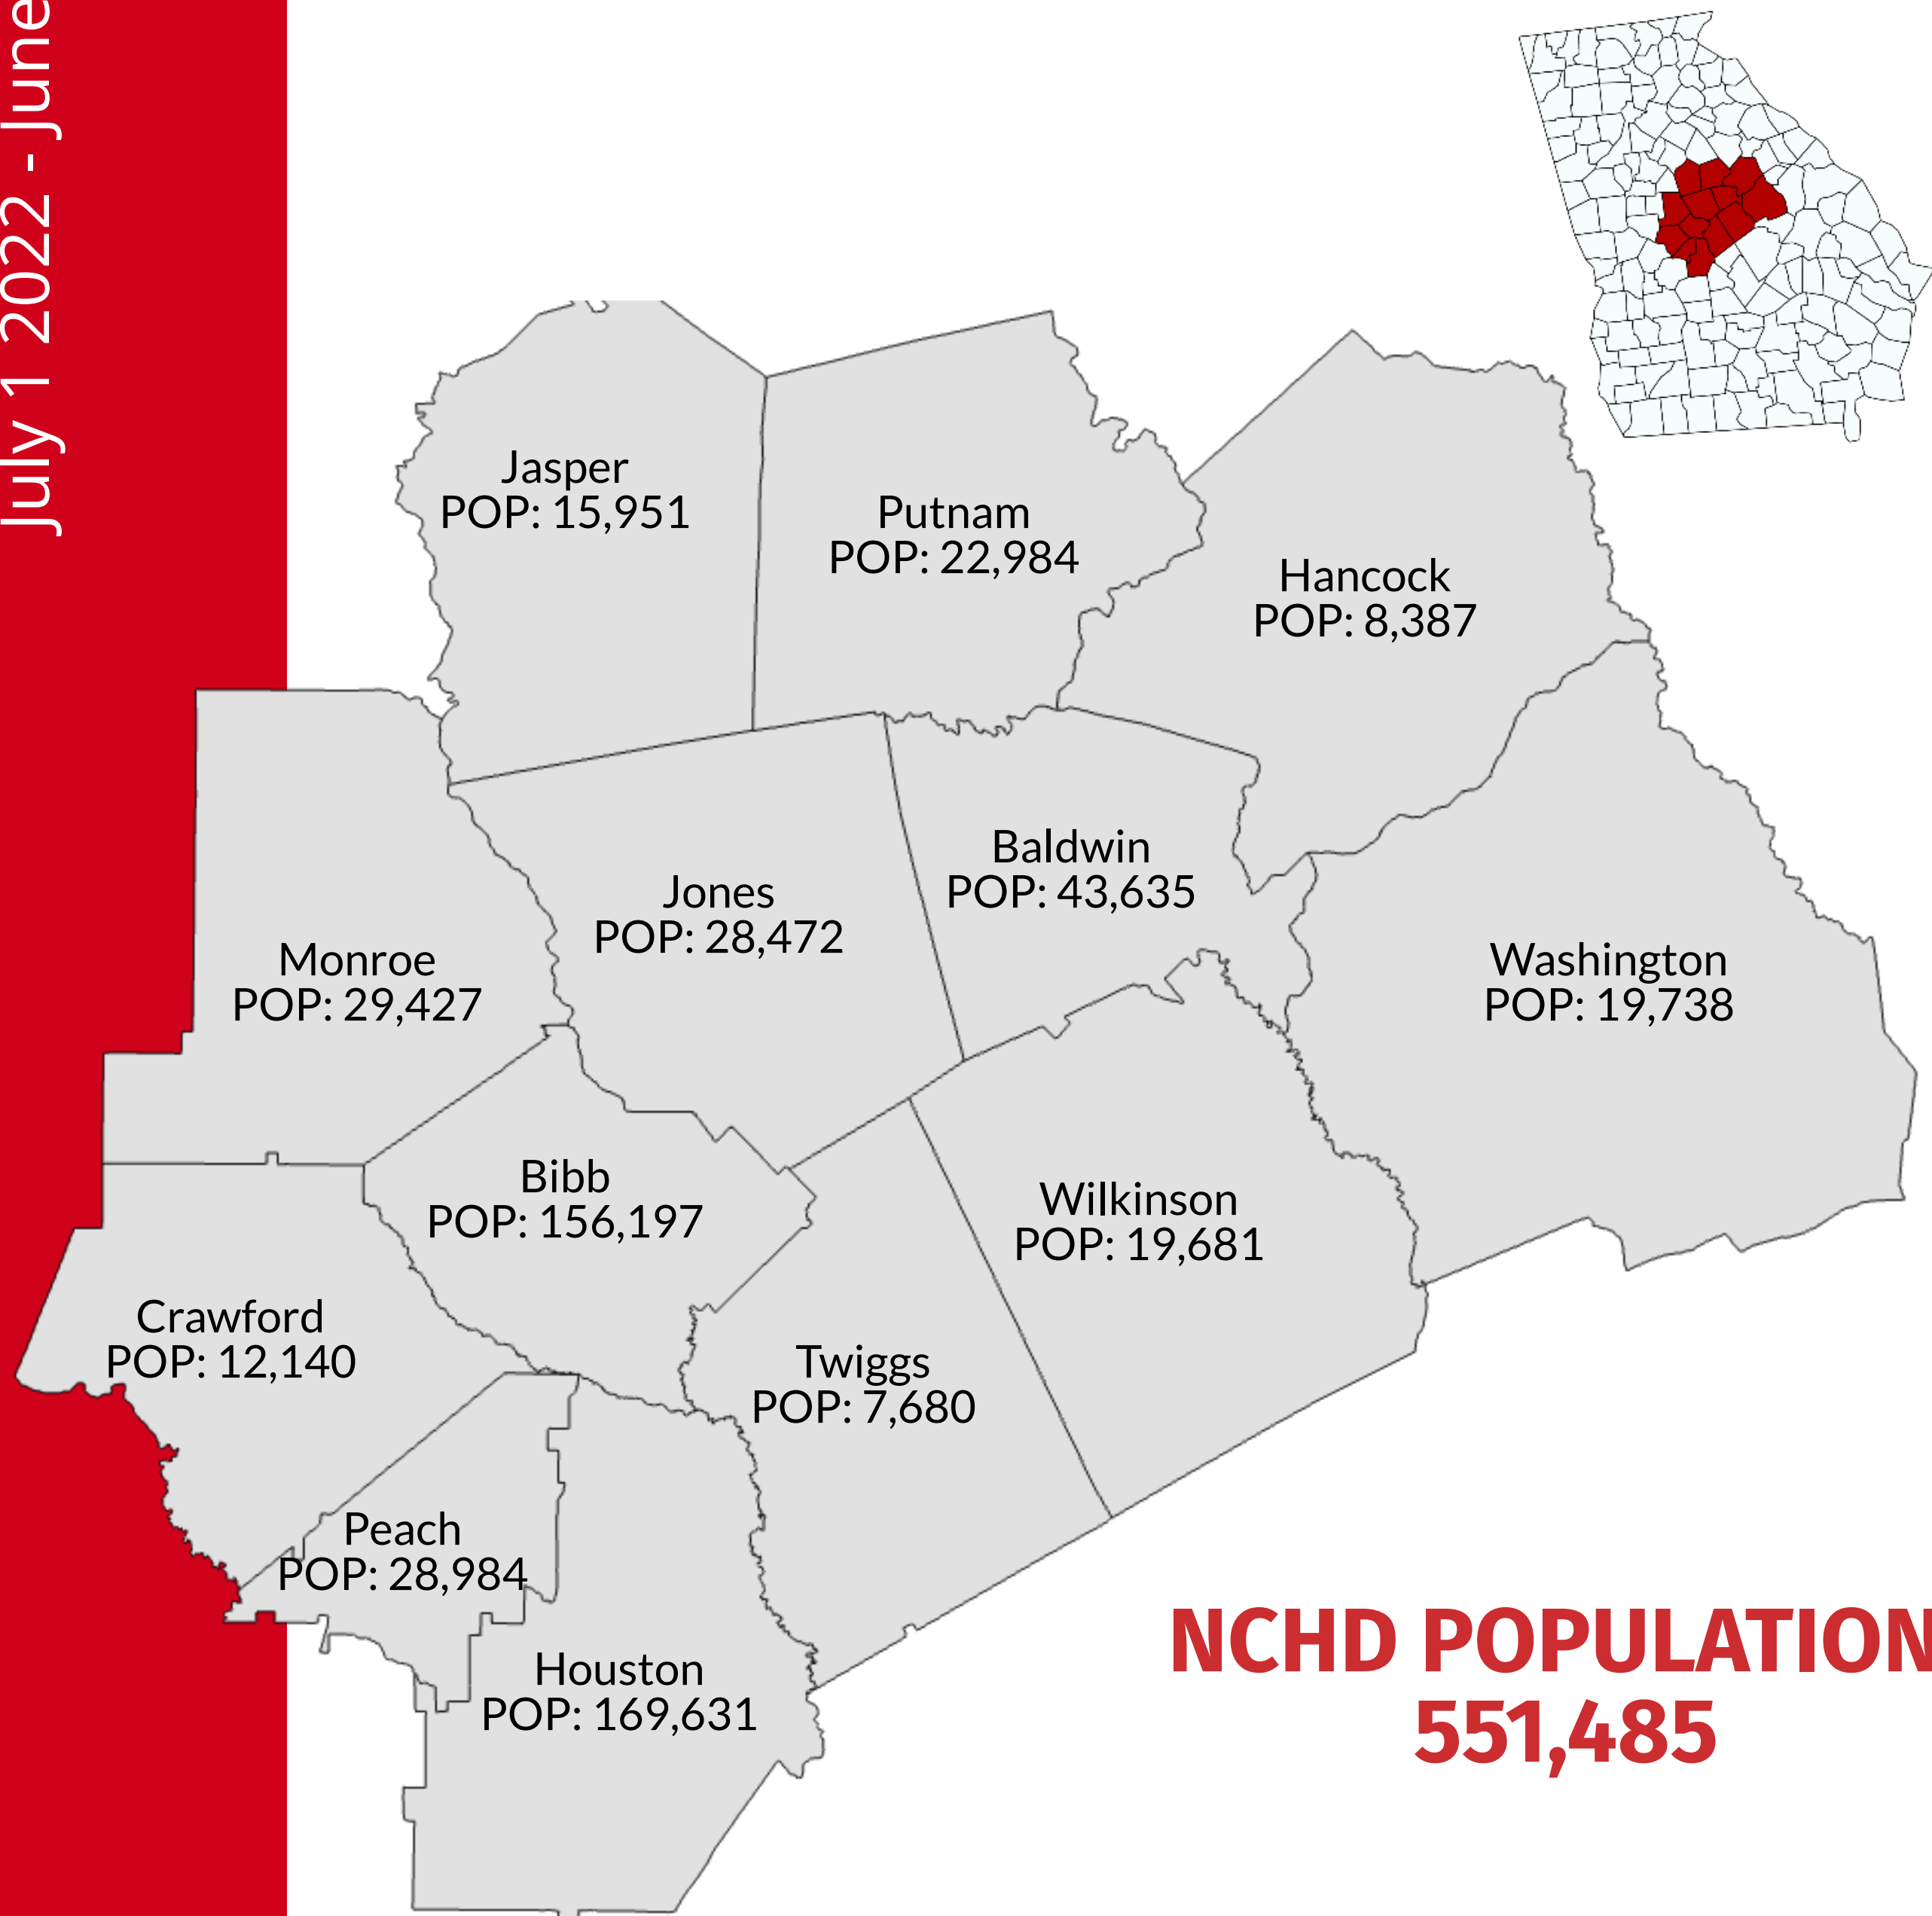 July 1 2022 - June
Jasper
POP: 15,951
Putnam
POP: 22,984
Hancock
POP: 8,387
Monroe
POP: 29,427
Jones
POP: 28,472
Baldwin
POP: 43,635
Washington
POP: 19,738
Bibb
POP: 156,197
Wilkinson
POP: 19,681
Crawford
POP: 12,140
Twiggs
POP: 7,680
Peach
POP: 28,984
Houston
POP: 169,631
NCHD POPULATION
551,485